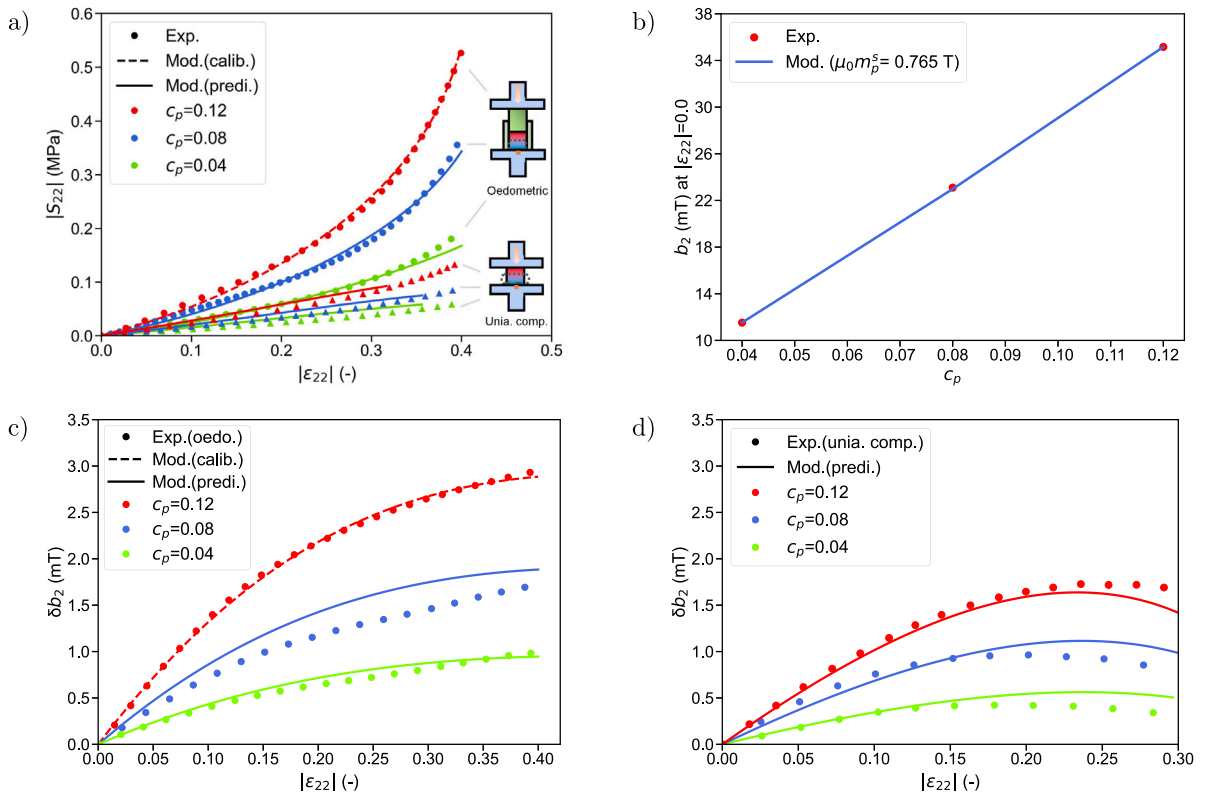 a)
0.6
0.5
0.4
0.3
0.2
0.1
0.0
|S22| (MPa)
Exp.
Mod.(calib.)
Mod.(predi.)
cp=0.12
cp=0.08
cp=0.04
Oedometric
Unia. comp.
0.0 0.1 0.2 0.3 0.4 0.5
|ε22| (-)
b)
38
34
30
26
22
18
14
10
b2 (mT) at |ε22|=0.0
Exp.
Mod. (μ0mps= 0.765 T)
0.04 0.05 0.06 0.07 0.08 0.09 0.10 0.11 0.12
cp
c)
3.5
3.0
2.5
2.0
1.5
1.0
0.5
0.0
δb2 (mT)
Exp.(oedo.)
Mod.(calib.)
Mod.(predi.)
cp=0.12
cp=0.08
cp=0.04
0.00 0.05 0.10 0.15 0.20 0.25 0.30 0.35 0.40
|ε22| (-)
d)
3.5
3.0
2.5
2.0
1.5
1.0
0.5
0.0
δb2 (mT)
Exp.(unia. comp.)
Mod.(predi.)
cp=0.12
cp=0.08
cp=0.04
0.00 0.05 0.10 0.15 0.20 0.25 0.30
|ε22| (-)